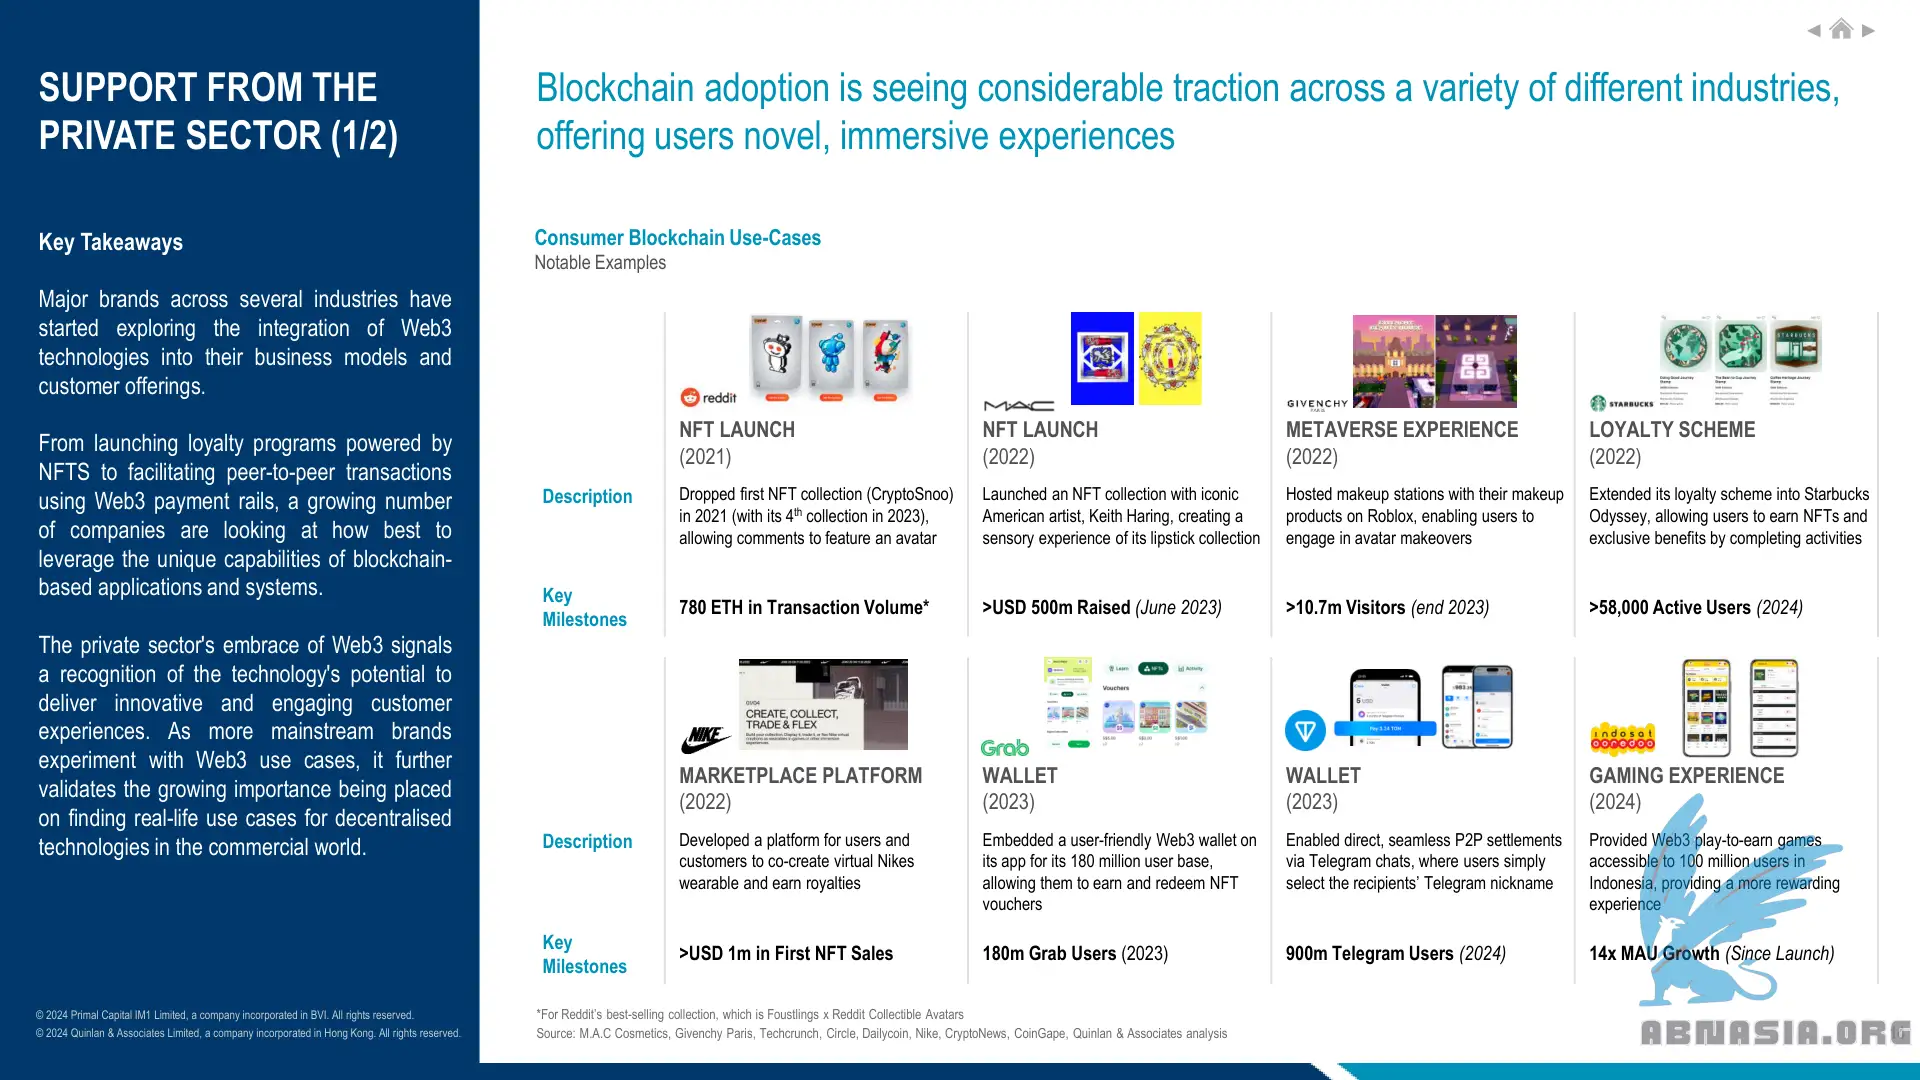 SUPPORT FROM THE
PRIVATE SECTOR (1/2)
Key Takeaways
Major brands across several industries have
started exploring the integration of Web3
technologies into their business models and
customer offerings.
From launching loyalty programs powered by
NFTS to facilitating peer-to-peer transactions
using Web3 payment rails, a growing number
of companies are looking at how best to
leverage the unique capabilities of blockchain-
based applications and systems.
The private sector's embrace of Web3 signals
a recognition of the technology's potential to
deliver innovative and engaging customer
experiences. As more mainstream brands
experiment with Web3 use cases, it further
validates the growing importance being placed
on finding real-life use cases for decentralised
technologies in the commercial world.
© 2024 Primal Capital IM1 Limited, a company incorporated in BVI. All rights reserved.
© 2024 Quinlan & Associates Limited, a company incorporated in Hong Kong. All rights reserved.
Blockchain adoption is seeing considerable traction across a variety of different industries,
offering users novel, immersive experiences
Consumer Blockchain Use-Cases
Notable Examples
reddit
NFT LAUNCH
(2021)
Description
Dropped first NFT collection (CryptoSnoo)
in 2021 (with its 4th collection in 2023),
allowing comments to feature an avatar
Key
Milestones
780 ETH in Transaction Volume*
MAC
NFT LAUNCH
(2022)
Launched an NFT collection with iconic
American artist, Keith Haring, creating a
sensory experience of its lipstick collection
>USD 500m Raised (June 2023)
GIVENCHY
PARIS
METAVERSE EXPERIENCE
(2022)
Hosted makeup stations with their makeup
products on Roblox, enabling users to
engage in avatar makeovers
>10.7m Visitors (end 2023)
STARBUCKS
LOYALTY SCHEME
(2022)
Extended its loyalty scheme into Starbucks
Odyssey, allowing users to earn NFTs and
exclusive benefits by completing activities
>58,000 Active Users (2024)
NIKE
CREATE, COLLECT,
TRADE & FLEX
MARKETPLACE PLATFORM
(2022)
Description
Developed a platform for users and
customers to co-create virtual Nikes
wearable and earn royalties
Key
Milestones
>USD 1m in First NFT Sales
Grab
Learn
NFTs
Activity
Vouchers
WALLET
(2023)
Embedded a user-friendly Web3 wallet on
its app for its 180 million user base,
allowing them to earn and redeem NFT
vouchers
180m Grab Users (2023)
WALLET
(2023)
Enabled direct, seamless P2P settlements
via Telegram chats, where users simply
select the recipients’ Telegram nickname
900m Telegram Users (2024)
indosat
ooredoo
GAMING EXPERIENCE
(2024)
Provided Web3 play-to-earn games
accessible to 100 million users in
Indonesia, providing a more rewarding
experience
14x MAU Growth (Since Launch)
*For Reddit’s best-selling collection, which is Foustlings x Reddit Collectible Avatars
Source: M.A.C Cosmetics, Givenchy Paris, Techcrunch, Circle, Dailycoin, Nike, CryptoNews, CoinGape, Quinlan & Associates analysis
ABNASIA.ORG